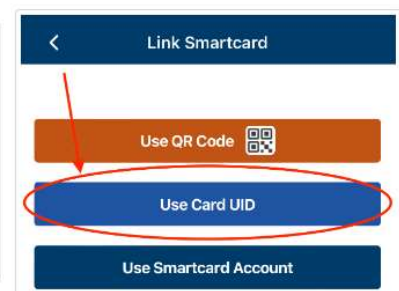 Link Smartcard
Use QR Code
Use Card UID
Use Smartcard Account